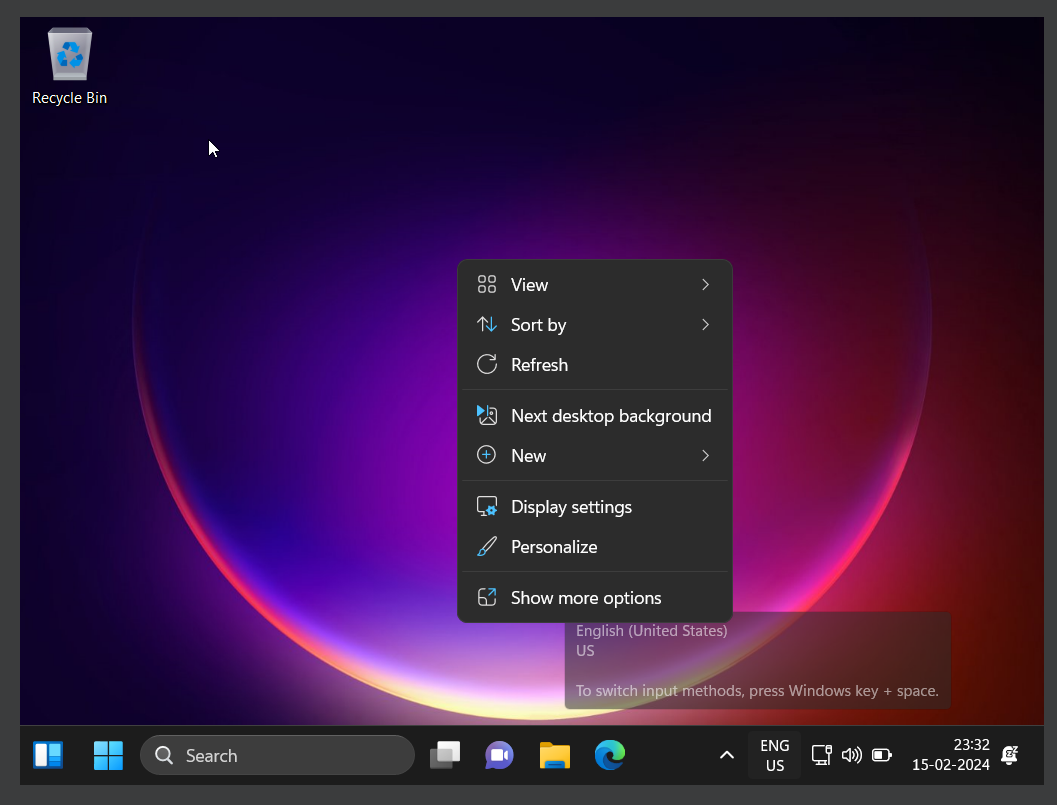 Recycle Bin
View
Sort by
Refresh
Next desktop background
New
Display settings
Personalize
Show more options
English (United States)
US
To switch input methods, press Windows key + space.
Search
ENG
US
23:32
15-02-2024